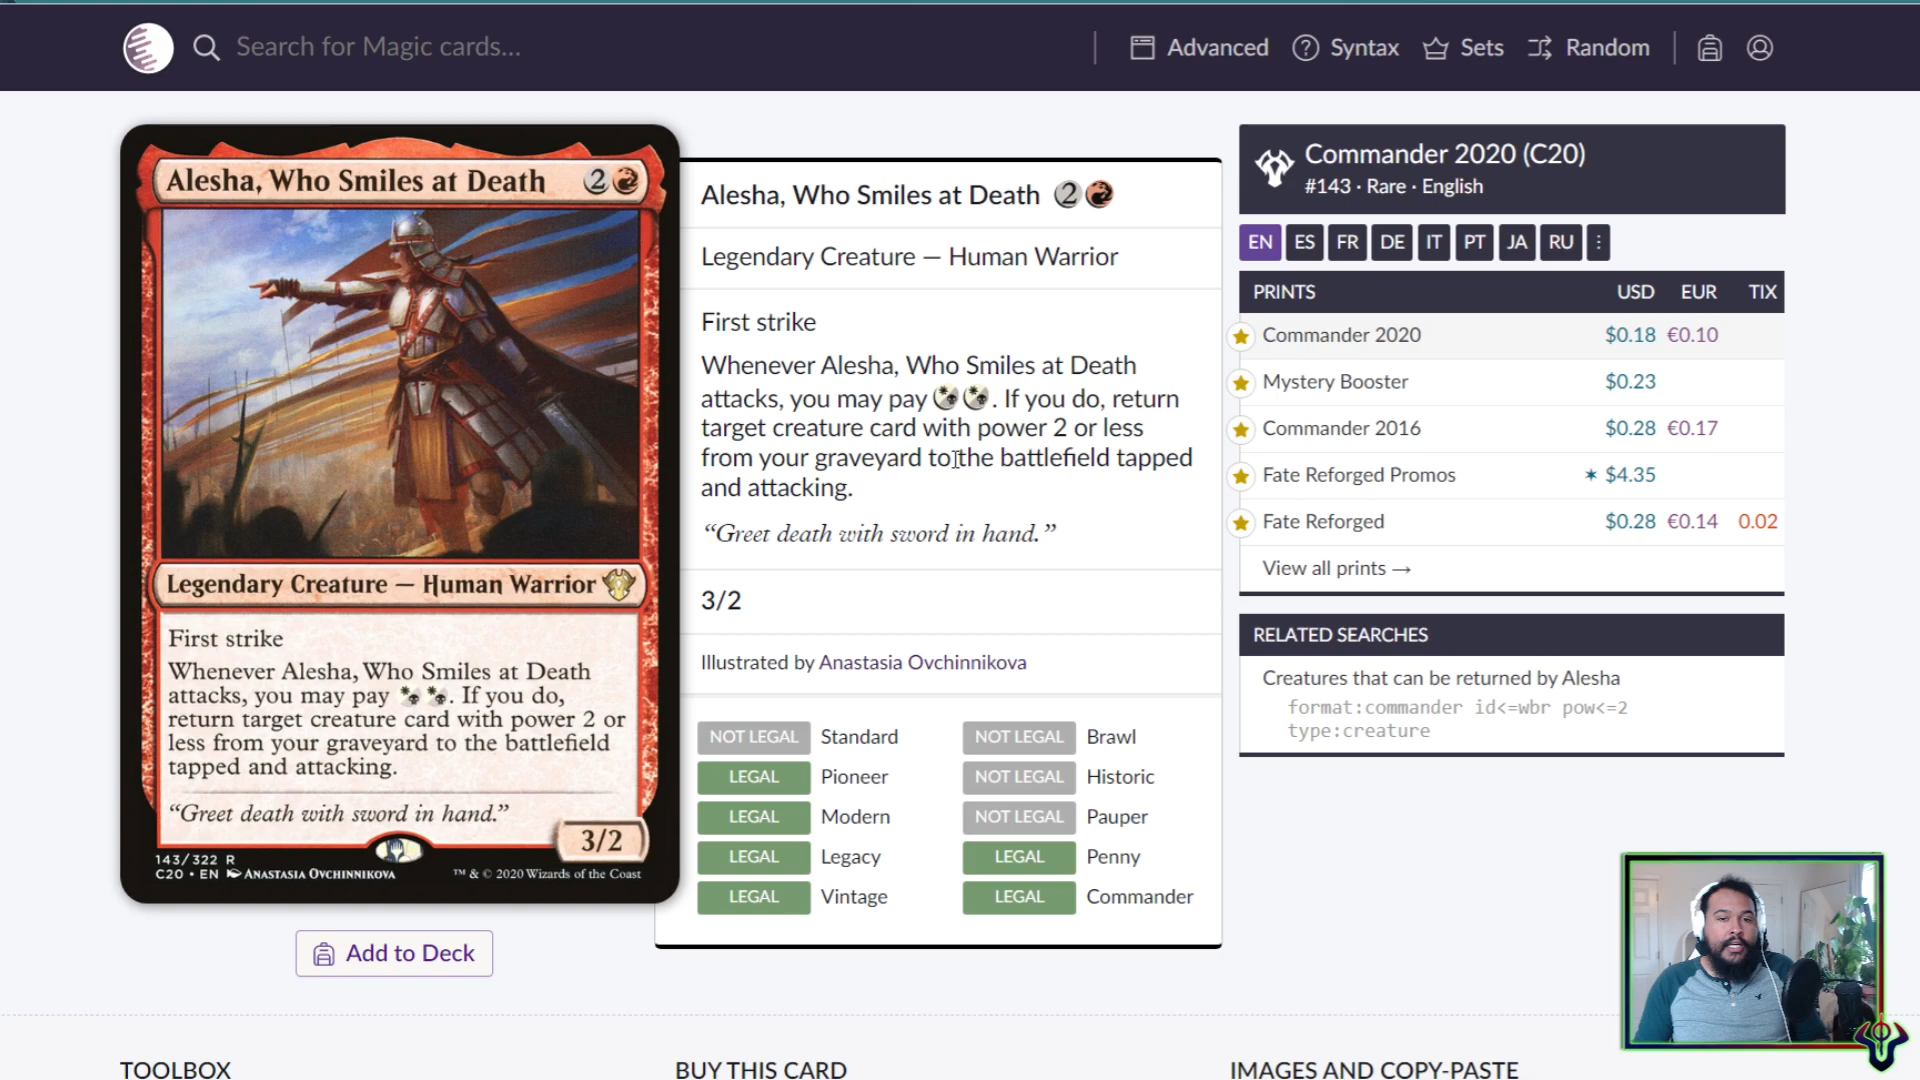 Search for Magic cards...
Advanced
Syntax
Sets
Random
Alesha, Who Smiles at Death 2
Legendary Creature — Human Warrior
First strike
Whenever Alesha, Who Smiles at Death
attacks, you may pay . If you do,
return target creature card with power 2 or
less from your graveyard to the battlefield
tapped and attacking.
“Greet death with sword in hand.”
3/2
143/322 R
C20 • EN ANASTASIA OVCHINNIKOVA
™ & © 2020 Wizards of the Coast
Add to Deck
Alesha, Who Smiles at Death 2
Legendary Creature — Human Warrior
First strike
Whenever Alesha, Who Smiles at Death
attacks, you may pay . If you do, return
target creature card with power 2 or less
from your graveyard to the battlefield tapped
and attacking.
“Greet death with sword in hand.”
3/2
Illustrated by Anastasia Ovchinnikova
NOT LEGAL Standard NOT LEGAL Brawl
LEGAL Pioneer NOT LEGAL Historic
LEGAL Modern NOT LEGAL Pauper
LEGAL Legacy LEGAL Penny
LEGAL Vintage LEGAL Commander
Commander 2020 (C20)
#143 · Rare · English
EN ES FR DE IT PT JA RU
PRINTS USD EUR TIX
Commander 2020 $0.18 €0.10
Mystery Booster $0.23
Commander 2016 $0.28 €0.17
Fate Reforged Promos ✶ $4.35
Fate Reforged $0.28 €0.14 0.02
View all prints →
RELATED SEARCHES
Creatures that can be returned by Alesha
format:commander id<=wbr pow<=2
type:creature
TOOLBOX
BUY THIS CARD
IMAGES AND COPY-PASTE